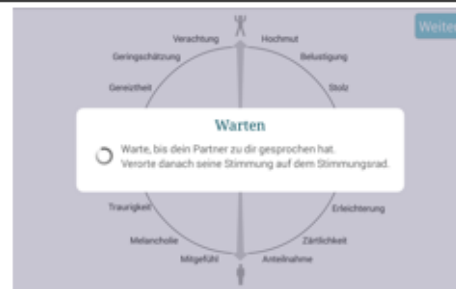 Weiter
Verachtung
Hochmut
Geringschätzung
Belustigung
Gereiztheit
Stolz
Warten
Warte, bis dein Partner zu dir gesprochen hat.
Verorte danach seine Stimmung auf dem Stimmungsrad.
Traurigkeit
Erleichterung
Melancholie
Zärtlichkeit
Mitgefühl
Anteilnahme